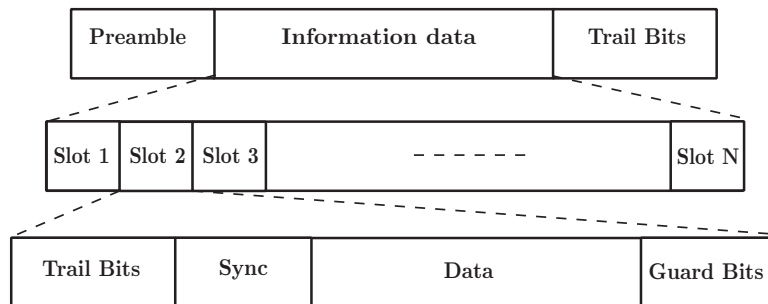 Preamble
Information data
Trail Bits
Slot 1
Slot 2
Slot 3
Slot N
Trail Bits
Sync
Data
Guard Bits